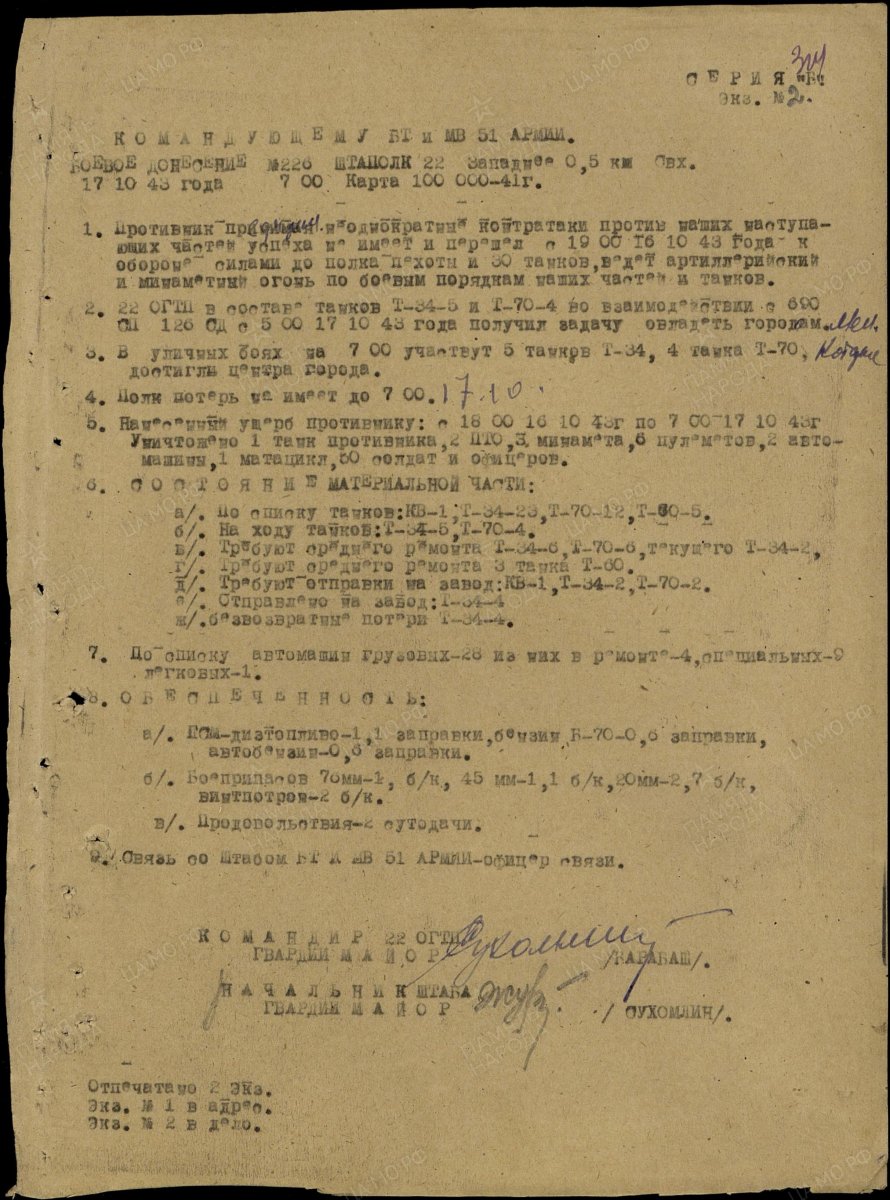 СЕРИЯ "Б"
Экз. № 2.
КОМАНДУЮЩЕМУ БТ и МВ 51 АРМИИ.
БОЕВОЕ ДОНЕСЕНИЕ №226 ШТАПОЛК 22 Западнее 0,5 км Свх.
17 10 43 года 7 00 Карта 100 000-41г.
1. Противник неоднократные контратаки против наших наступа-
ющих частей успеха не имеет и перешел с 19 00 16 10 43 года к
обороне силами до полка пехоты и 30 танков,ведет артиллерийский
и минаметный огонь по боевым порядкам наших частей и танков.
2. 22 ОГТП в составе танков Т-34-5 и Т-70-4 во взаимодействии с 690
СП 126 СД с 5 00 17 10 43 года получил задачу овладеть городам.
3. В уличных боях на 7 00 участвут 5 танков Т-34, 4 танка Т-70,
достигли центра города.
4. Полк потерь на имеет до 7 00. 17.10.
5. Нанесенный ущерб противнику: с 18 00 16 10 43г по 7 00 17 10 43г
Уничтожено 1 танк противника,2 ПТО,3 минамета,6 пулеметов,2 авто-
машины,1 матацикл,50 солдат и офицеров.
6. СОСТОЯНИЕ МАТЕРИАЛЬНОЙ ЧАСТИ:
а/. По списку танков:КВ-1,Т-34-23,Т-70-12,Т-60-5.
б/. На ходу танков:Т-34-5,Т-70-4.
в/. Требуют среднего ремонта Т-34-6,Т-70-6,текущего Т-34-2,
г/. Требуют среднего ремонта 3 танка Т-60.
д/. Требуют отправки на завод:КВ-1,Т-34-2,Т-70-2.
е/. Отправлено на завод:Т-34-4
ж/.безвозвратные потери Т-34-4.
7. По списку автомашин грузовых-28 из них в ремонте-4,специальных-9
легковых-1.
8. ОБЕСПЕЧЕННОСТЬ:
а/. ГСМ-дизтопливо-1,1 заправки,бензин Б-70-0,6 заправки,
автобензин-0,6 заправки.
б/. Боеприпасов 76мм-1, б/к, 45 мм-1,1 б/к,20мм-2,7 б/к,
винтпотрон-2 б/к.
в/. Продовольствия-2 сутодачи.
9. Связь со Штабом БТ и МВ 51 АРМИИ-офицер связи.
КОМАНДИР 22 ОГТП
ГВАРДИИ МАЙОР /КАРАБАШ/.
НАЧАЛЬНИК ШТАБА
ГВАРДИИ МАЙОР /СУХОМЛИН/.
Отпечатано 2 Экз.
Экз. № 1 в адрес.
Экз. № 2 в дело.